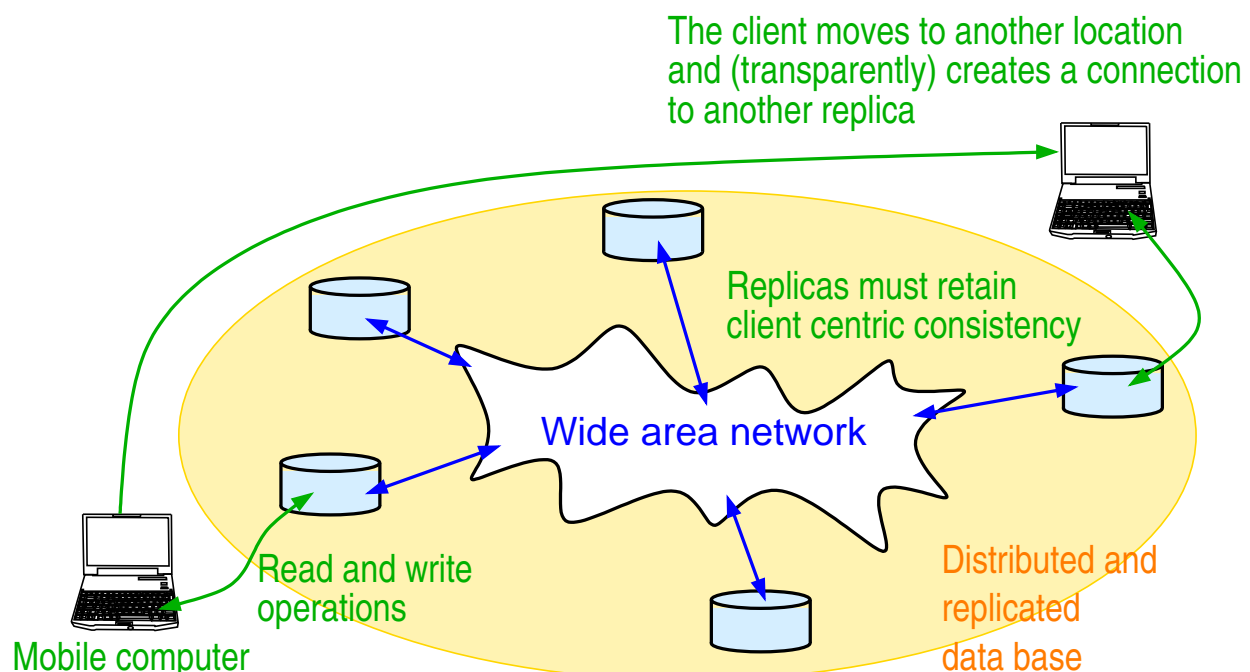 The client moves to another location
and (transparently) creates a connection
to another replica
Replicas must retain
client centric consistency
Wide area network
Read and write
operations
Distributed and
replicated
data base
Mobile computer